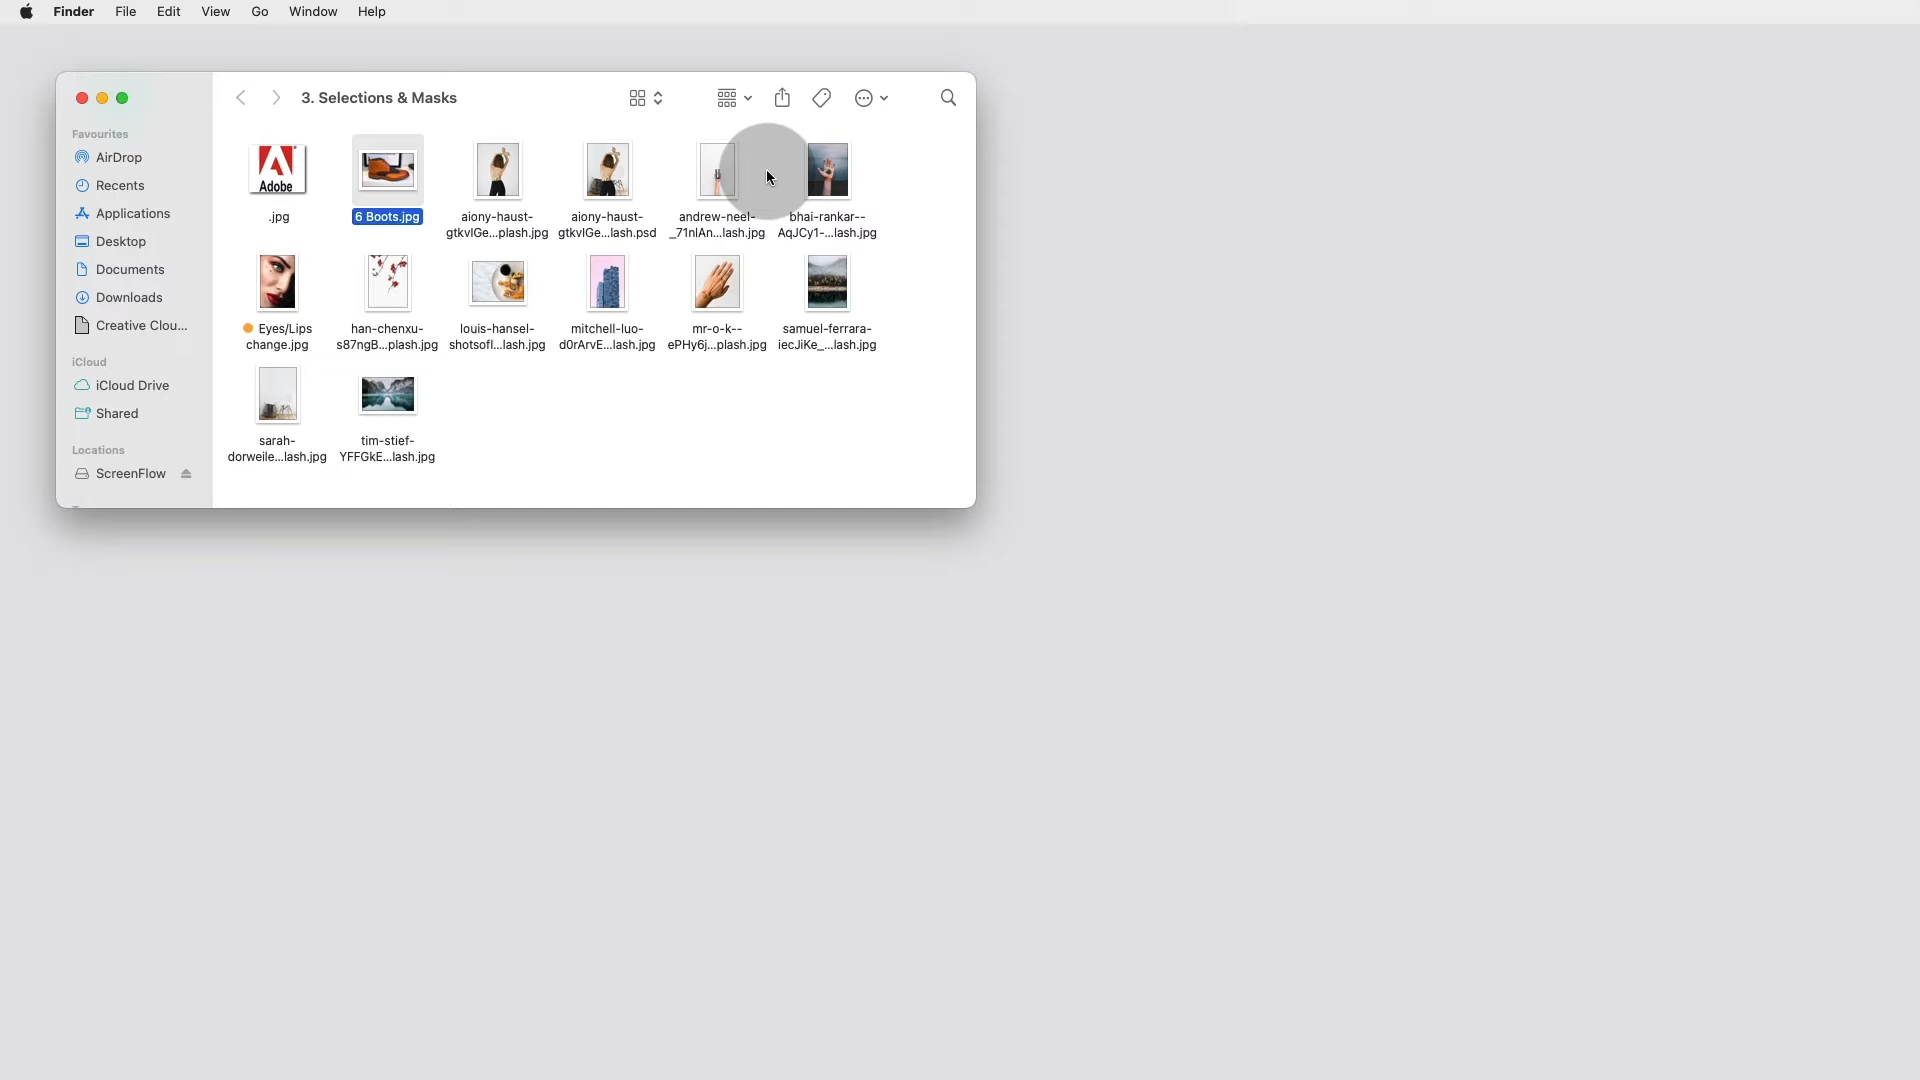 Finder File Edit View Go Window Help
3. Selections & Masks
Favourites
AirDrop
Recents
Applications
Desktop
Documents
Downloads
Creative Clou...
iCloud
iCloud Drive
Shared
Locations
ScreenFlow
Adobe
.jpg
6 Boots.jpg
aiony-haust-
gtkvlGe...plash.jpg
aiony-haust-
gtkvlGe...lash.psd
andrew-neel-
_71nlAn...lash.jpg
bhai-rankar--
AqJCy1-...lash.jpg
Eyes/Lips
change.jpg
han-chenxu-
s87ngB...plash.jpg
louis-hansel-
shotsofl...lash.jpg
mitchell-luo-
d0rArvE...lash.jpg
mr-o-k--
ePHy6j...plash.jpg
samuel-ferrara-
iecJiKe_...lash.jpg
sarah-
dorweile...lash.jpg
tim-stief-
YFFGkE...lash.jpg